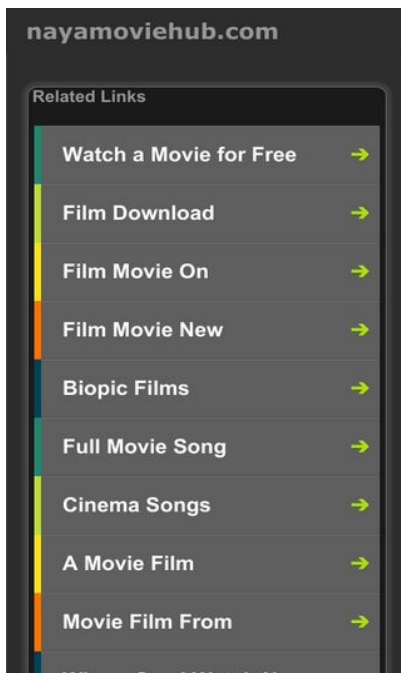 nayamoviehub.com
Related Links
Watch a Movie for Free
Film Download
Film Movie On
Film Movie New
Biopic Films
Full Movie Song
Cinema Songs
A Movie Film
Movie Film From